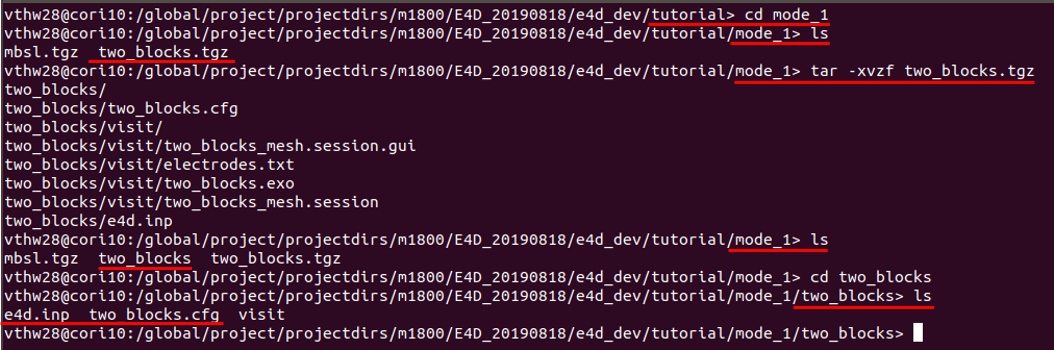 vthw28@cori10:/global/project/projectdirs/m1800/E4D_20190818/e4d_dev/tutorial> cd mode_1
vthw28@cori10:/global/project/projectdirs/m1800/E4D_20190818/e4d_dev/tutorial/mode_1> ls
mbsl.tgz  two_blocks.tgz
vthw28@cori10:/global/project/projectdirs/m1800/E4D_20190818/e4d_dev/tutorial/mode_1> tar -xvzf two_blocks.tgz
two_blocks/
two_blocks/two_blocks.cfg
two_blocks/visit/
two_blocks/visit/two_blocks_mesh.session.gui
two_blocks/visit/electrodes.txt
two_blocks/visit/two_blocks.exo
two_blocks/visit/two_blocks_mesh.session
two_blocks/e4d.inp
vthw28@cori10:/global/project/projectdirs/m1800/E4D_20190818/e4d_dev/tutorial/mode_1> ls
mbsl.tgz  two_blocks  two_blocks.tgz
vthw28@cori10:/global/project/projectdirs/m1800/E4D_20190818/e4d_dev/tutorial/mode_1> cd two_blocks
vthw28@cori10:/global/project/projectdirs/m1800/E4D_20190818/e4d_dev/tutorial/mode_1/two_blocks> ls
e4d.inp  two_blocks.cfg  visit
vthw28@cori10:/global/project/projectdirs/m1800/E4D_20190818/e4d_dev/tutorial/mode_1/two_blocks>